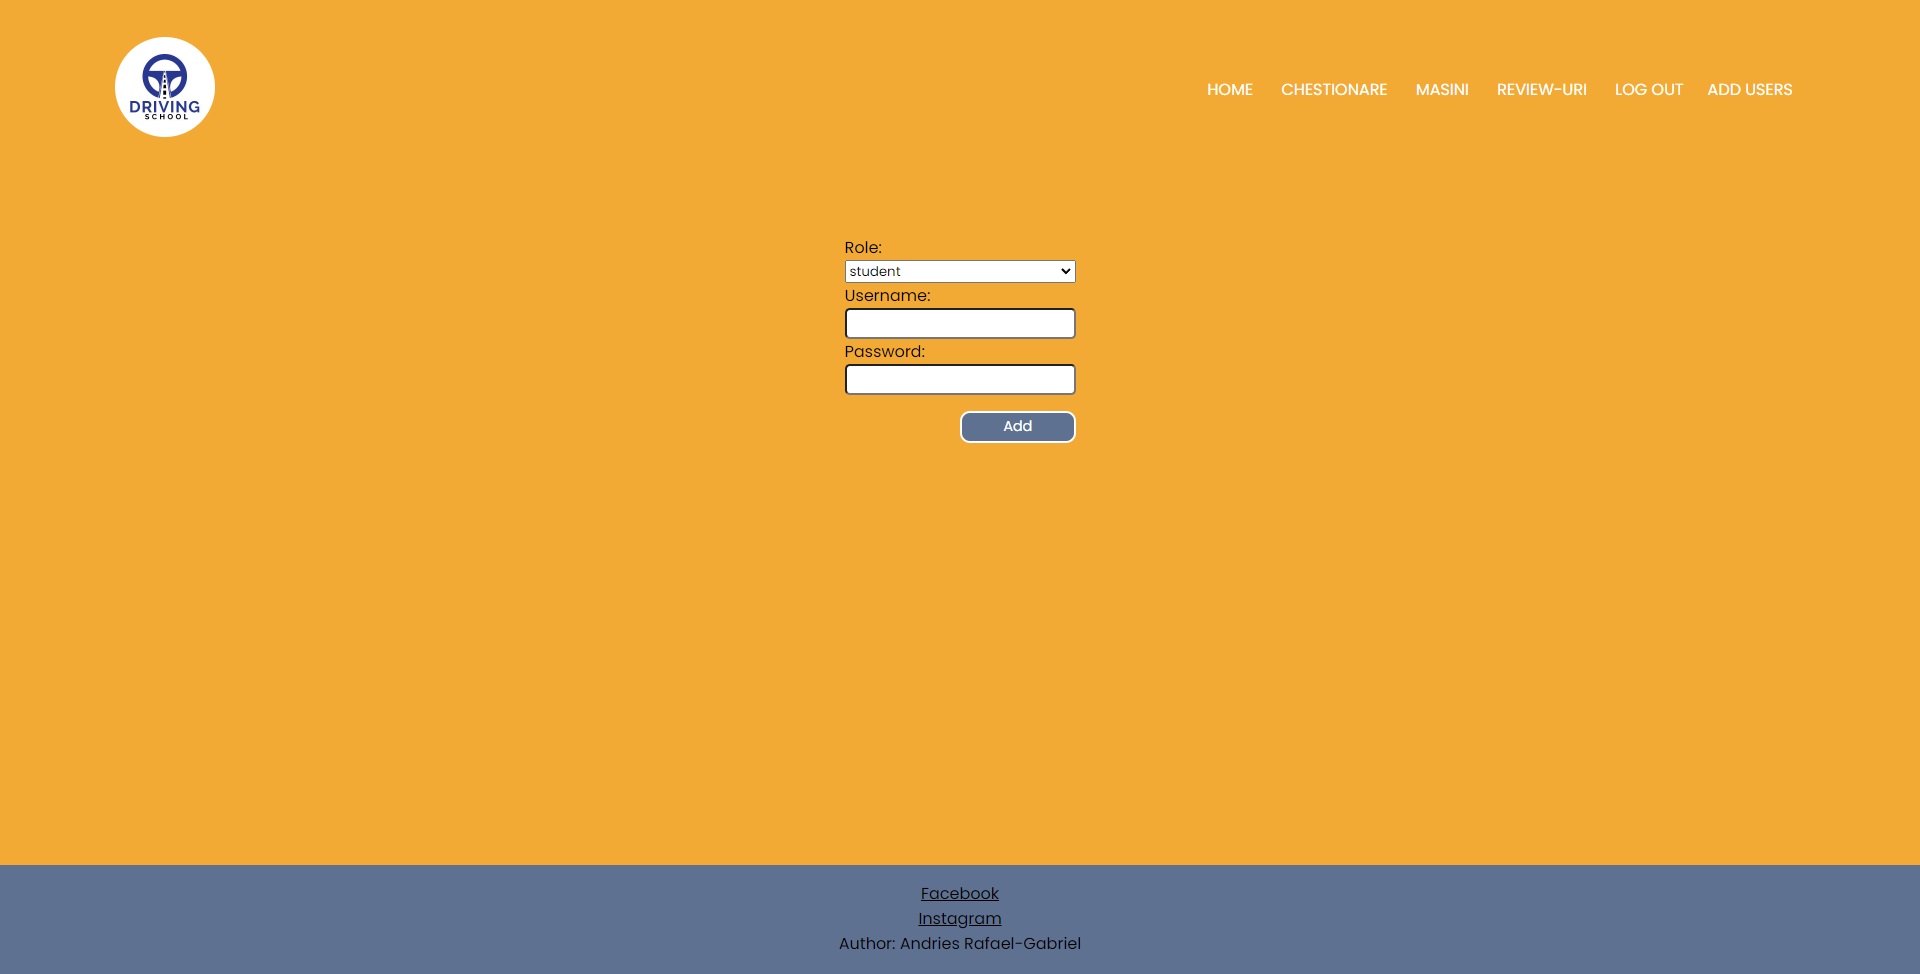 DRIVING
SCHOOL
HOME CHESTIONARE MASINI REVIEW-URI LOG OUT ADD USERS
Role:
student
Username:
Password:
Add
Facebook
Instagram
Author: Andries Rafael-Gabriel